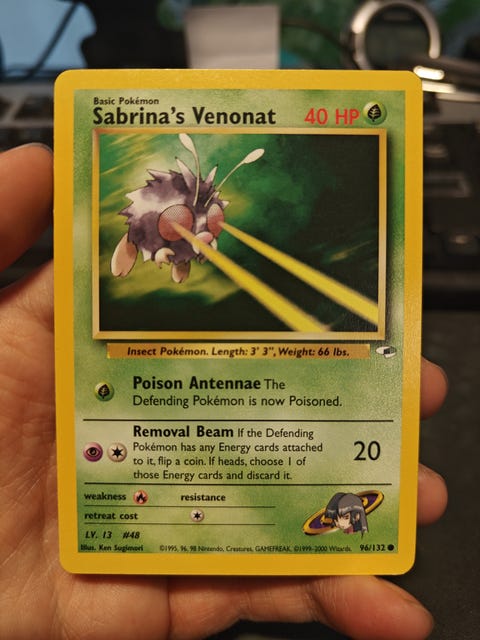 Basic Pokémon
Sabrina's Venonat 40 HP
Insect Pokémon. Length: 3' 3", Weight: 66 lbs.
Poison Antennae The
Defending Pokémon is now Poisoned.
Removal Beam If the Defending
Pokémon has any Energy cards attached
to it, flip a coin. If heads, choose 1 of
those Energy cards and discard it.
20
weakness resistance
retreat cost
LV. 13 #48
Illus. Ken Sugimori ©1995, 96, 98 Nintendo, Creatures, GAMEFREAK. ©1999-2000 Wizards. 96/132